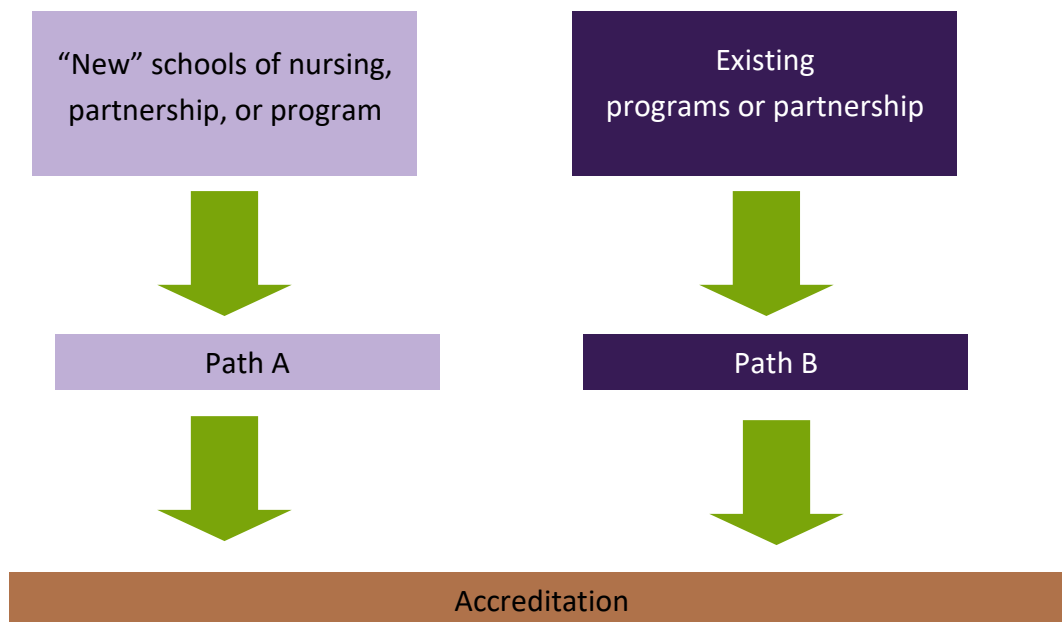 “New” schools of nursing,
partnership, or program
Existing
programs or partnership
Path A
Path B
Accreditation